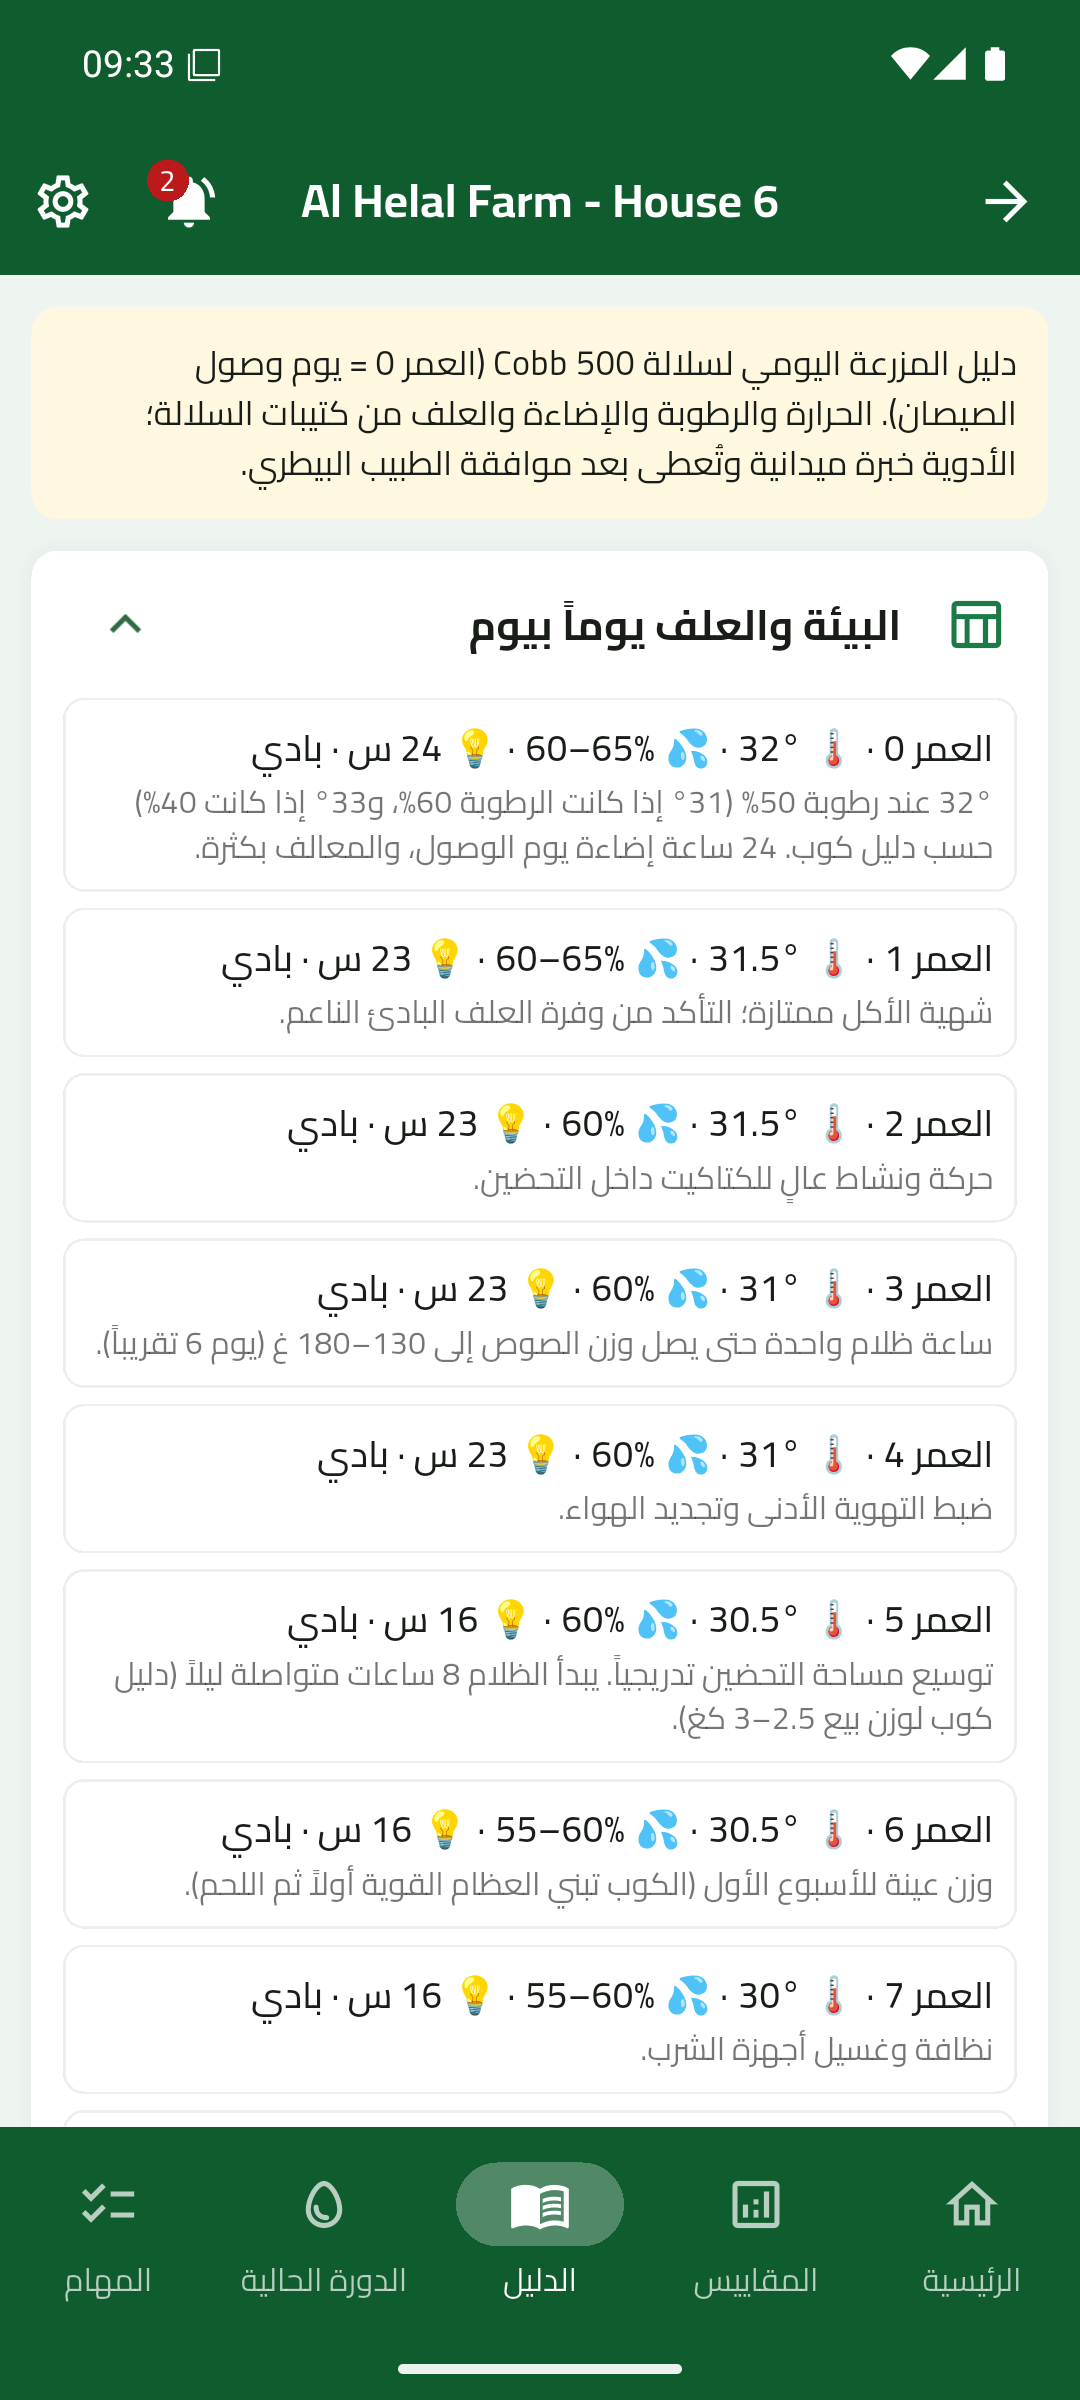 09:33
2
Al Helal Farm - House 6
دليل المزرعة اليومي لسلالة Cobb 500 (العمر 0 = يوم وصول
الصيصان). الحرارة والرطوبة والإضاءة والعلف من كتيبات السلالة؛
الأدوية خبرة ميدانية وتُعطى بعد موافقة الطبيب البيطري.
البيئة والعلف يوماً بيوم
العمر 0 · 🌡️ 32° · 💦 60–65% · 💡 24 س · بادي
32° عند رطوبة 50% (31° إذا كانت الرطوبة 60%، و33° إذا كانت 40%)
حسب دليل كوب. 24 ساعة إضاءة يوم الوصول، والمعالف بكثرة.
العمر 1 · 🌡️ 31.5° · 💦 60–65% · 💡 23 س · بادي
شهية الأكل ممتازة؛ التأكد من وفرة العلف البادئ الناعم.
العمر 2 · 🌡️ 31.5° · 💦 60% · 💡 23 س · بادي
حركة ونشاط عالٍ للكتاكيت داخل التحضين.
العمر 3 · 🌡️ 31° · 💦 60% · 💡 23 س · بادي
ساعة ظلام واحدة حتى يصل وزن الصوص إلى 130–180 غ (يوم 6 تقريباً).
العمر 4 · 🌡️ 31° · 💦 60% · 💡 23 س · بادي
ضبط التهوية الأدنى وتجديد الهواء.
العمر 5 · 🌡️ 30.5° · 💦 60% · 💡 16 س · بادي
توسيع مساحة التحضين تدريجياً. يبدأ الظلام 8 ساعات متواصلة ليلاً (دليل
كوب لوزن بيع 2.5–3 كغ).
العمر 6 · 🌡️ 30.5° · 💦 55–60% · 💡 16 س · بادي
وزن عينة للأسبوع الأول (الكوب تبني العظام القوية أولاً ثم اللحم).
العمر 7 · 🌡️ 30° · 💦 55–60% · 💡 16 س · بادي
نظافة وغسيل أجهزة الشرب.
الرئيسية
المقاييس
الدليل
الدورة الحالية
المهام